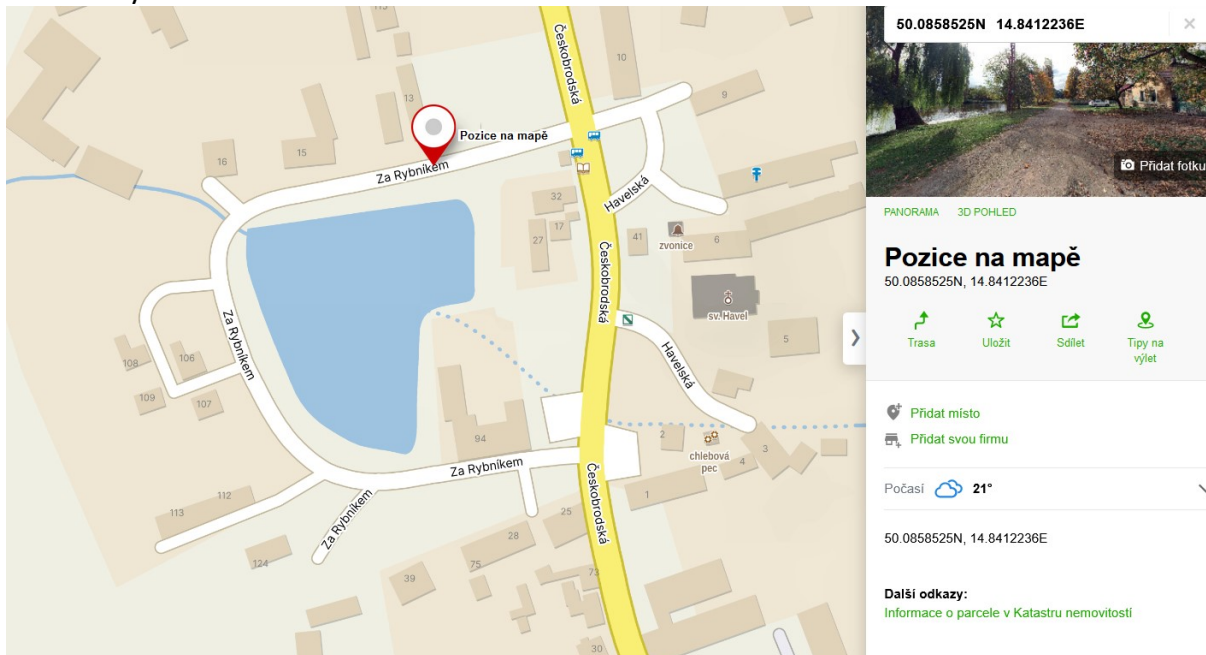 Českobrodská
10
9
13
Pozice na mapě
15
16
Za Rybníkem
Havelská
32
17
27
41
zvonice
6
Českobrodská
sv. Havel
5
Za Rybníkem
108
106
109
107
Havelská
94
2
chlebová
pec
3
4
Za Rybníkem
Českobrodská
1
112
113
Za Rybníkem
25
28
124
75
39
73
30
50.0858525N 14.8412236E
Přidat fotku
PANORAMA 3D POHLED
Pozice na mapě
50.0858525N, 14.8412236E
Trasa Uložit Sdílet Tipy na
výlet
Přidat místo
Přidat svou firmu
Počasí 21°
50.0858525N, 14.8412236E
Další odkazy:
Informace o parcele v Katastru nemovitostí